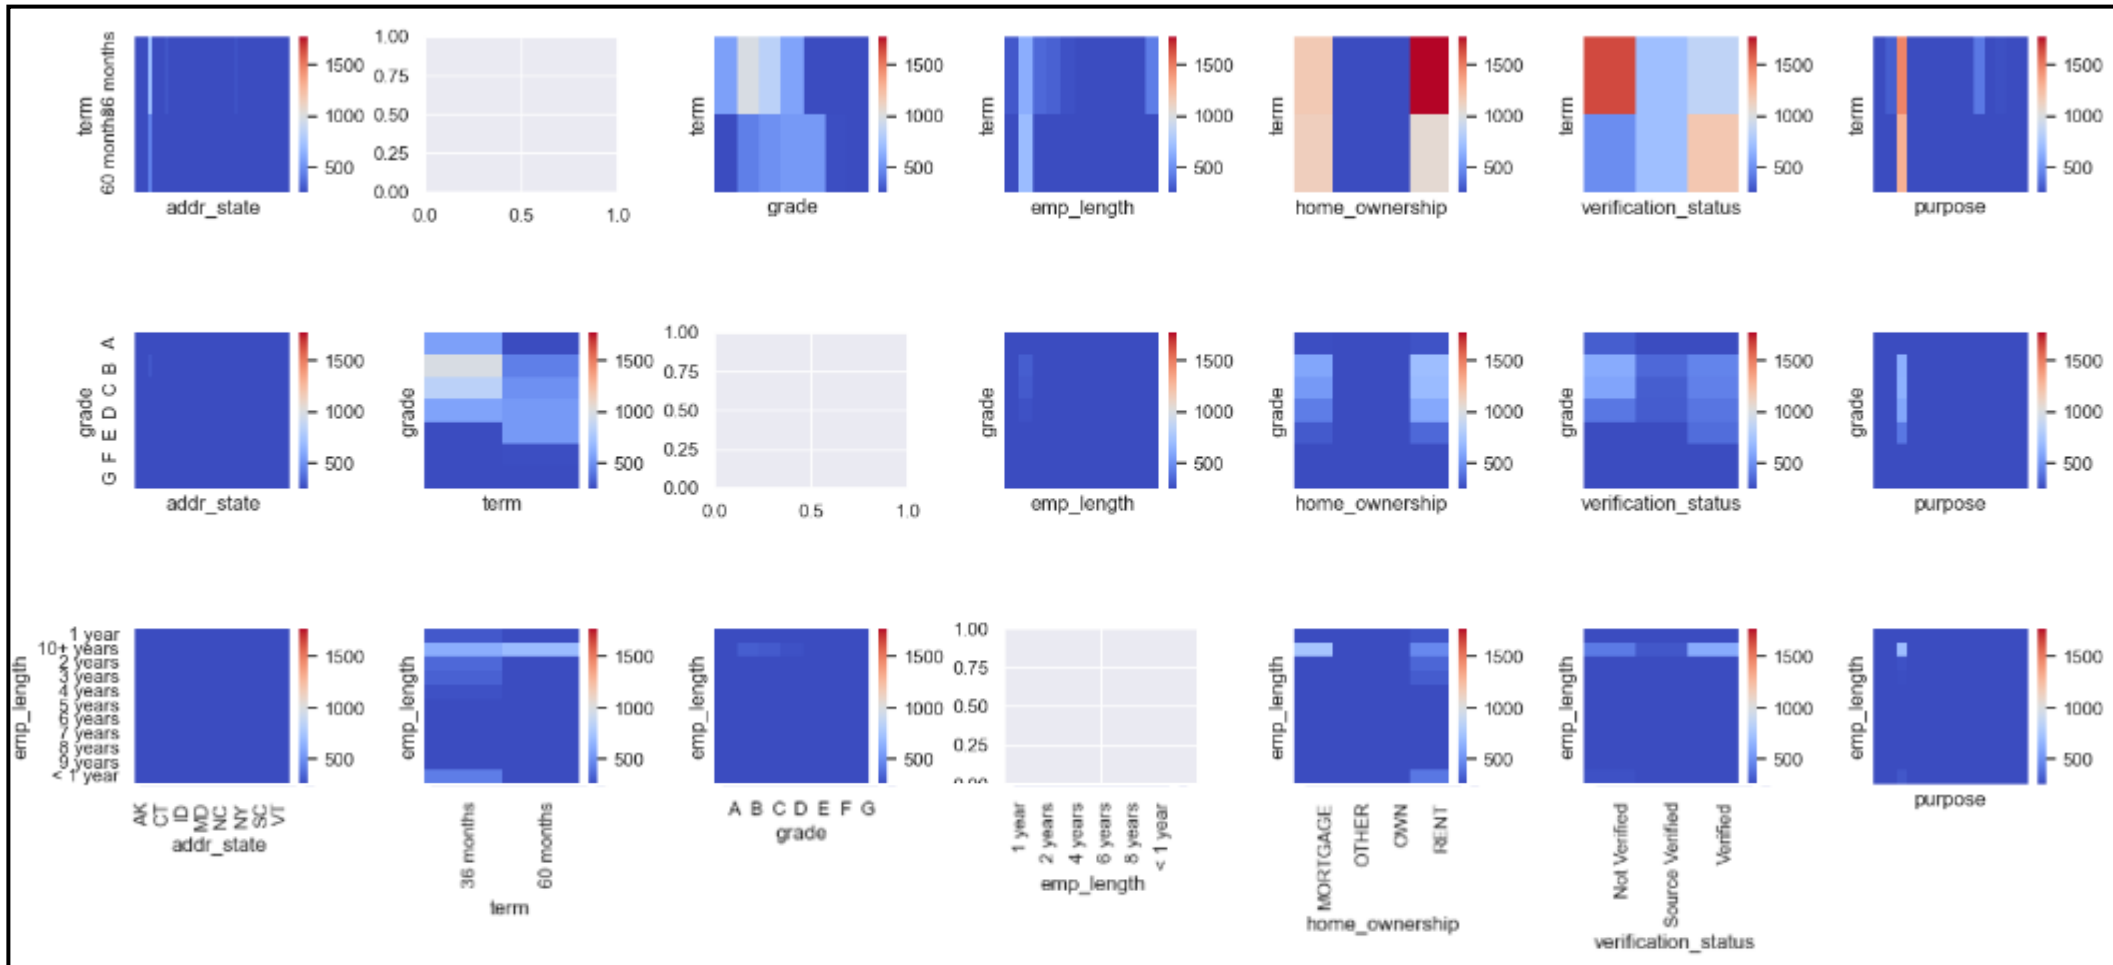 term
60 months
36 months
addr_state
1500
1000
500
1.00
0.75
0.50
0.25
0.00
0.0
0.5
1.0
term
grade
1500
1000
500
term
emp_length
1500
1000
500
term
home_ownership
1500
1000
500
term
verification_status
1500
1000
500
term
purpose
1500
1000
500
grade
A
B
C
D
E
F
G
addr_state
1500
1000
500
grade
term
1500
1000
500
1.00
0.75
0.50
0.25
0.00
0.0
0.5
1.0
grade
emp_length
1500
1000
500
grade
home_ownership
1500
1000
500
grade
verification_status
1500
1000
500
grade
purpose
1500
1000
500
emp_length
1 year
10+ years
2 years
3 years
4 years
5 years
6 years
7 years
8 years
9 years
< 1 year
AK
CT
ID
MD
NC
NY
SC
VT
addr_state
1500
1000
500
emp_length
36 months
60 months
term
1500
1000
500
emp_length
A B C D E F G
grade
1500
1000
500
1.00
0.75
0.50
0.25
0.00
1 year
2 years
4 years
6 years
8 years
< 1 year
emp_length
emp_length
MORTGAGE
OTHER
OWN
RENT
home_ownership
1500
1000
500
emp_length
Not Verified
Source Verified
Verified
verification_status
1500
1000
500
emp_length
purpose
1500
1000
500